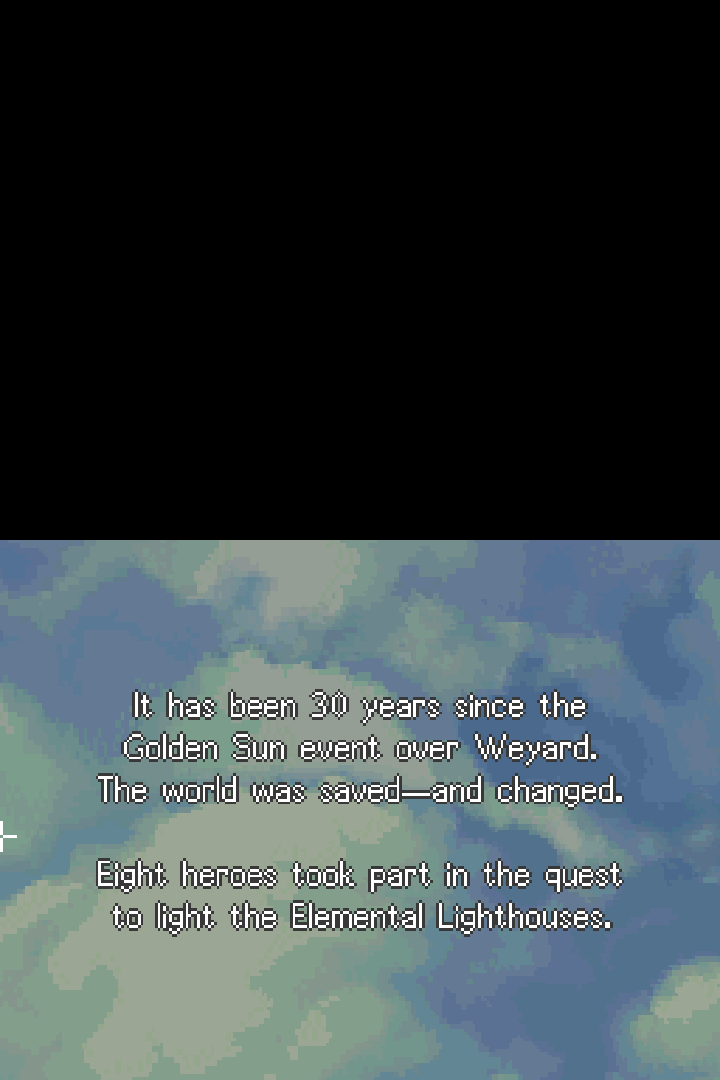 It has been 30 years since the
Golden Sun event over Weyard.
The world was saved—and changed.
Eight heroes took part in the quest
to light the Elemental Lighthouses.